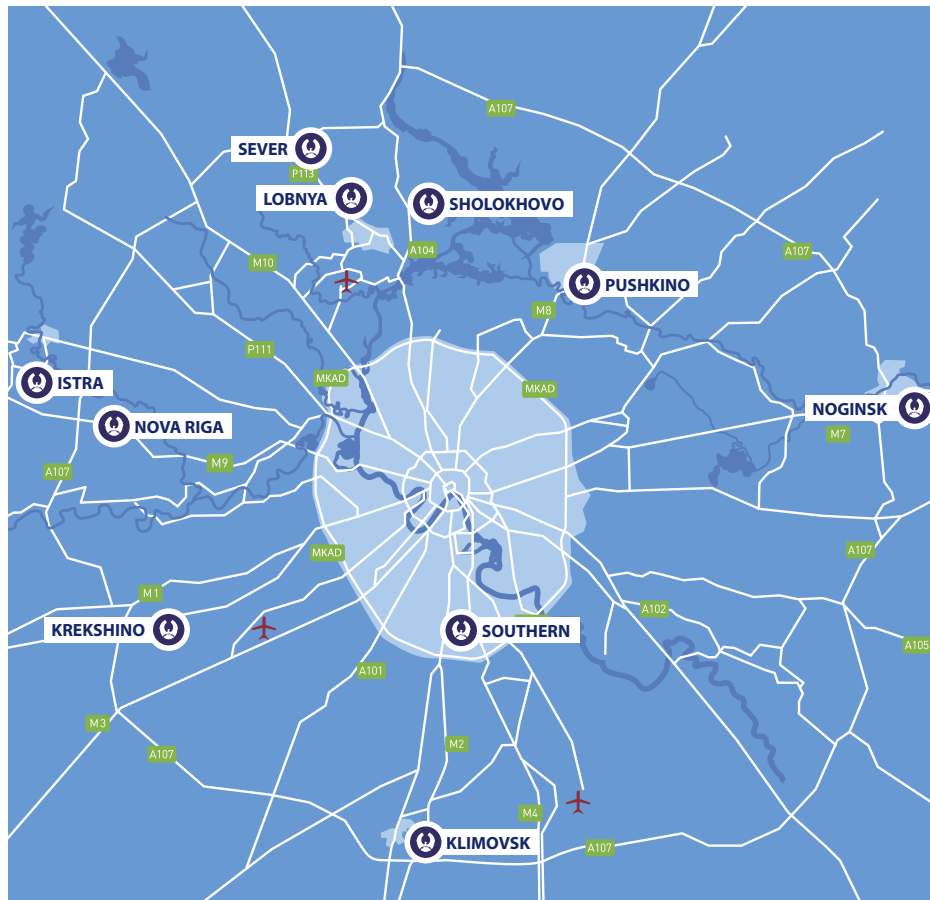 A107
SEVER
P113
LOBNYA
SHOLOKHOVO
A104
A107
M10
PUSHKINO
M8
P111
MKAD
MKAD
ISTRA
NOGINSK
NOVA RIGA
M7
M9
A107
MKAD
A107
M1
A102
KREKSHINO
SOUTHERN
A105
A101
M3
M2
A107
M4
KLIMOVSK
A107